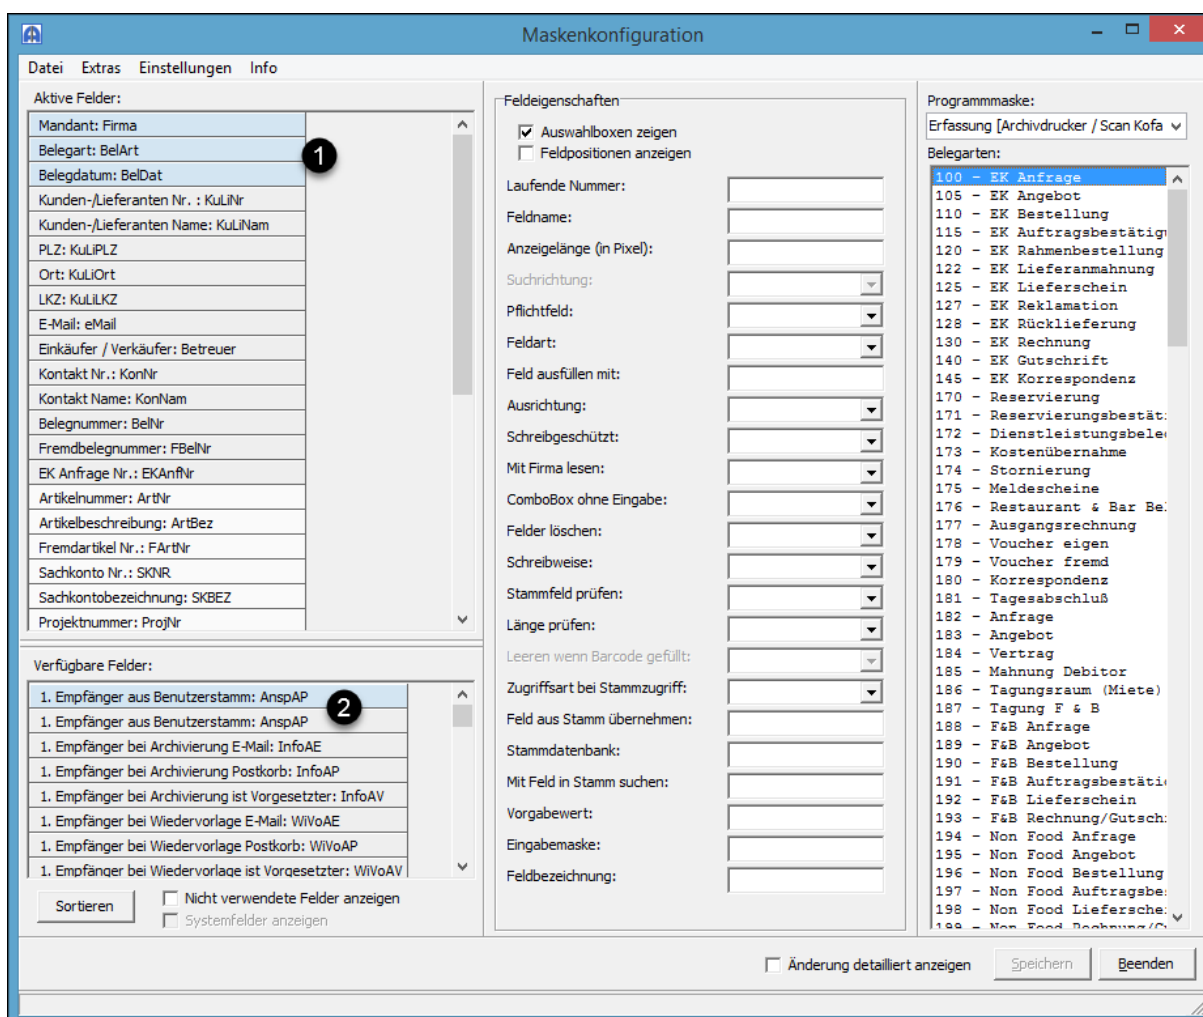 Maskenkonfiguration
Datei Extras Einstellungen Info
Aktive Felder:
Mandant: Firma
Belegart: BelArt
Belegdatum: BelDat
1
Kunden-/Lieferanten Nr. : KuLiNr
Kunden-/Lieferanten Name: KuLiNam
PLZ: KuLiPLZ
Ort: KuLiOrt
LKZ: KuLiLKZ
E-Mail: eMail
Einkäufer / Verkäufer: Betreuer
Kontakt Nr.: KonNr
Kontakt Name: KonNam
Belegnummer: BelNr
Fremdbelegnummer: FBelNr
EK Anfrage Nr.: EKAnfNr
Artikelnummer: ArtNr
Artikelbeschreibung: ArtBez
Fremdartikel Nr.: FArtNr
Sachkonto Nr.: SKNR
Sachkontobezeichnung: SKBEZ
Projektnummer: ProjNr
Verfügbare Felder:
1. Empfänger aus Benutzerstamm: AnspAP
2
1. Empfänger aus Benutzerstamm: AnspAP
1. Empfänger bei Archivierung E-Mail: InfoAE
1. Empfänger bei Archivierung Postkorb: InfoAP
1. Empfänger bei Archivierung ist Vorgesetzter: InfoAV
1. Empfänger bei Wiedervorlage E-Mail: WiVoAE
1. Empfänger bei Wiedervorlage Postkorb: WiVoAP
1. Empfänger bei Wiedervorlage ist Vorgesetzter: WiVoAV
Sortieren
Nicht verwendete Felder anzeigen
Systemfelder anzeigen
Feldeigenschaften
Auswahlboxen zeigen
Feldpositionen anzeigen
Laufende Nummer:
Feldname:
Anzeigelänge (in Pixel):
Suchrichtung:
Pflichtfeld:
Feldart:
Feld ausfüllen mit:
Ausrichtung:
Schreibgeschützt:
Mit Firma lesen:
ComboBox ohne Eingabe:
Felder löschen:
Schreibweise:
Stammfeld prüfen:
Länge prüfen:
Leeren wenn Barcode gefüllt:
Zugriffsart bei Stammzugriff:
Feld aus Stamm übernehmen:
Stammdatenbank:
Mit Feld in Stamm suchen:
Vorgabewert:
Eingabemaske:
Feldbezeichnung:
Programmmaske:
Erfassung [Archivdrucker / Scan Kofa
Belegarten:
100 - EK Anfrage
105 - EK Angebot
110 - EK Bestellung
115 - EK Auftragsbestätigu
120 - EK Rahmenbestellung
122 - EK Lieferanmahnung
125 - EK Lieferschein
127 - EK Reklamation
128 - EK Rücklieferung
130 - EK Rechnung
140 - EK Gutschrift
145 - EK Korrespondenz
170 - Reservierung
171 - Reservierungsbestät
172 - Dienstleistungsbele
173 - Kostenübernahme
174 - Stornierung
175 - Meldescheine
176 - Restaurant & Bar Be
177 - Ausgangsrechnung
178 - Voucher eigen
179 - Voucher fremd
180 - Korrespondenz
181 - Tagesabschluß
182 - Anfrage
183 - Angebot
184 - Vertrag
185 - Mahnung Debitor
186 - Tagungsraum (Miete)
187 - Tagung F & B
188 - F&B Anfrage
189 - F&B Angebot
190 - F&B Bestellung
191 - F&B Auftragsbestäti
192 - F&B Lieferschein
193 - F&B Rechnung/Gutsch
194 - Non Food Anfrage
195 - Non Food Angebot
196 - Non Food Bestellung
197 - Non Food Auftragsbe
198 - Non Food Liefersche
199 - Non Food Rechnung/G
Änderung detailliert anzeigen
Speichern
Beenden